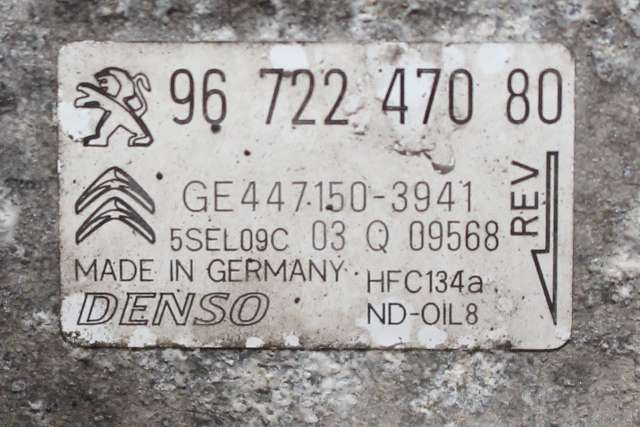 96 722 470 80
GE447150-3941
5SEL09C 03 Q 09568
REV
MADE IN GERMANY
HFC134a
DENSO
ND-OIL8